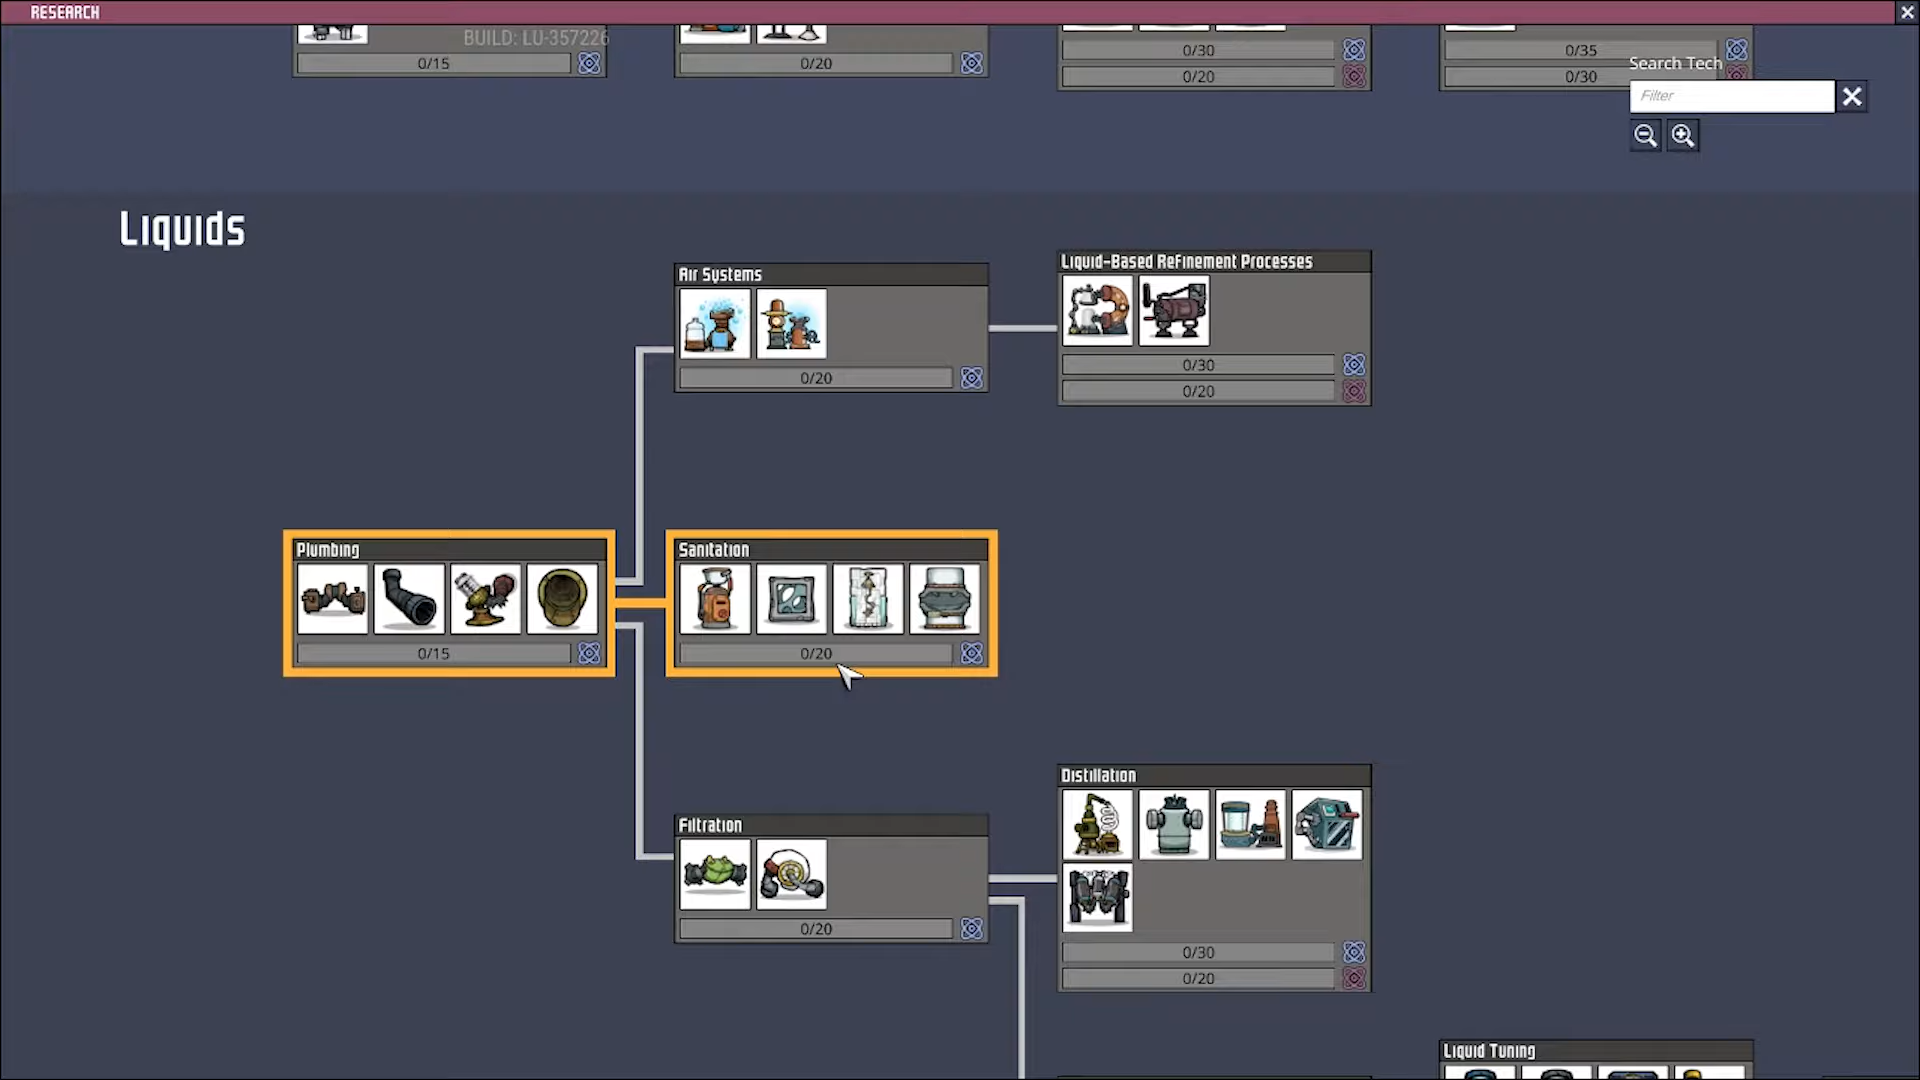 RESEARCH
BUILD: LU-357226
0/15
0/20
0/30
0/20
0/35
0/30
Search Tech
Filter
Liquids
Air Systems
0/20
Liquid-Based Refinement Processes
0/30
0/20
Plumbing
0/15
Sanitation
0/20
Filtration
0/20
Distillation
0/30
0/20
Liquid Tuning